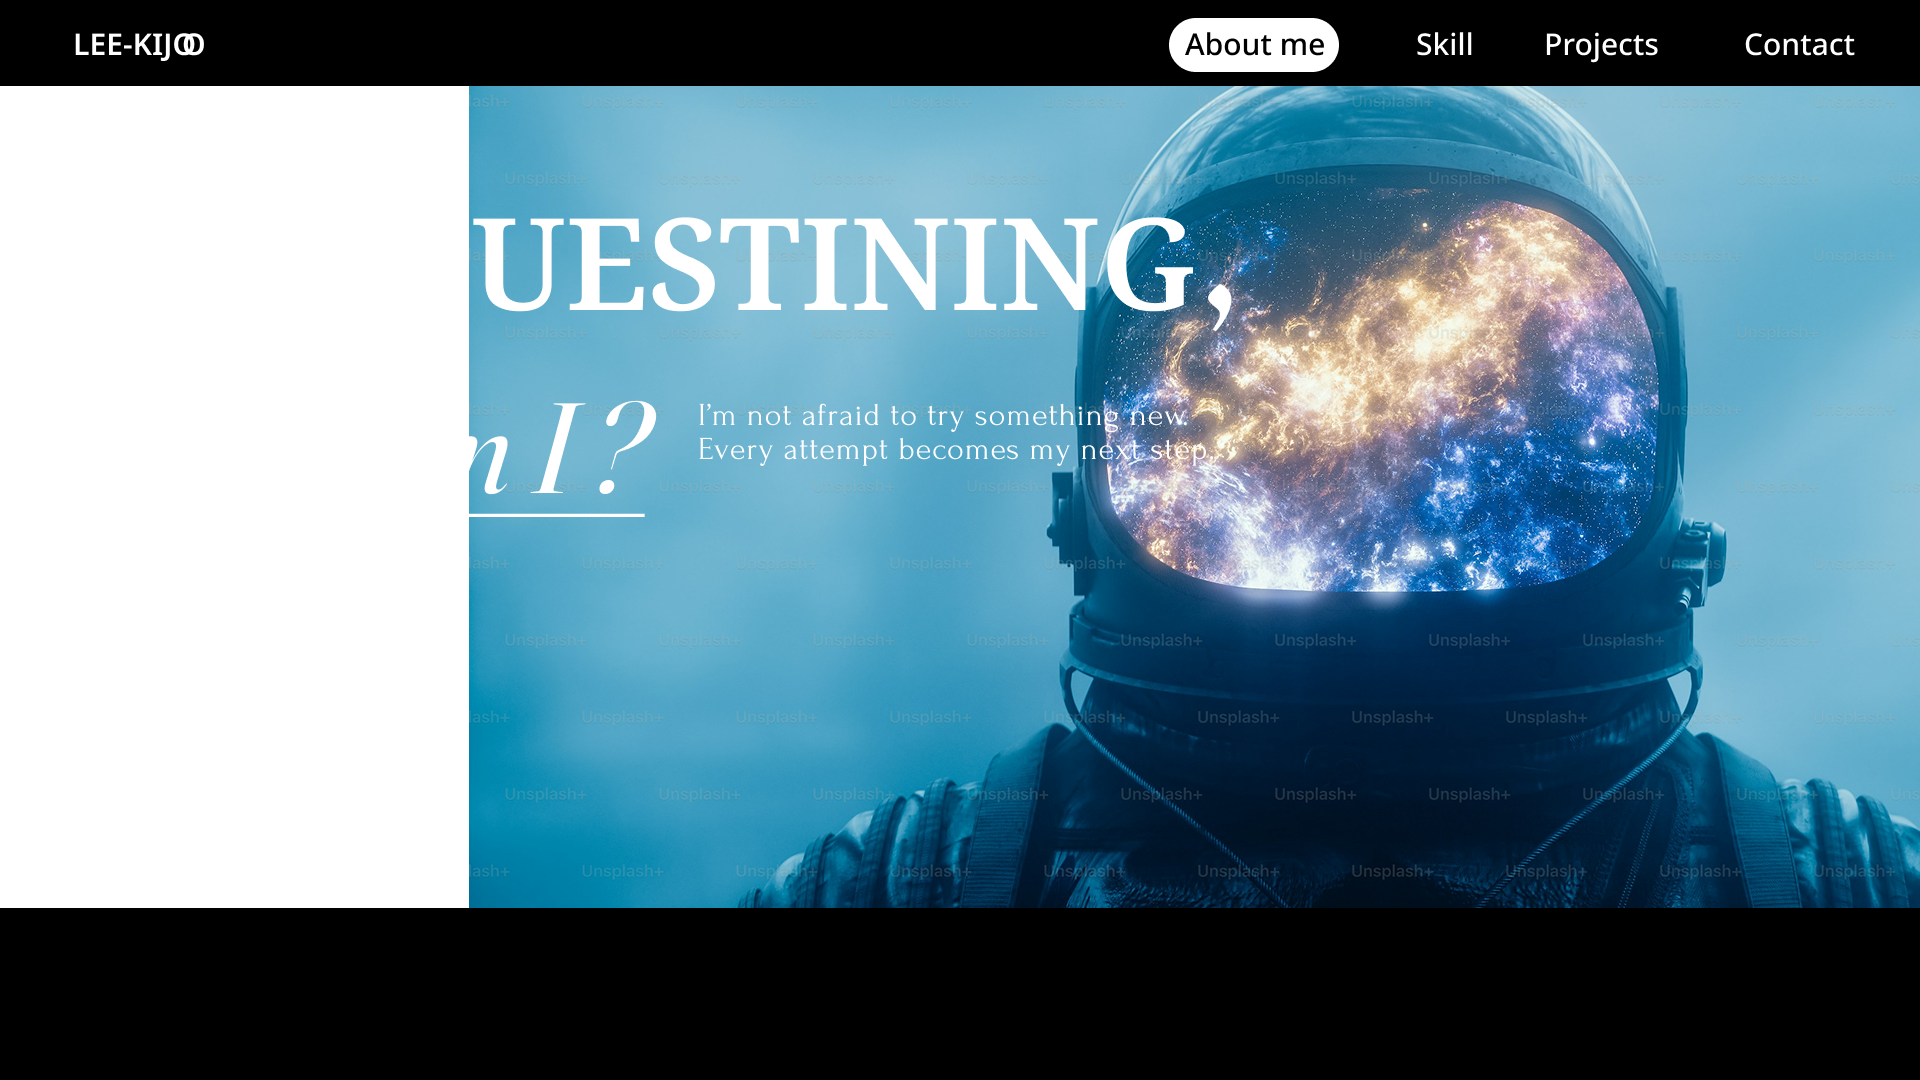 LEE-KIJOO
About me
Skill
Projects
Contact
UESTINING,
n I?
I'm not afraid to try something new.
Every attempt becomes my next step.
Unsplash+